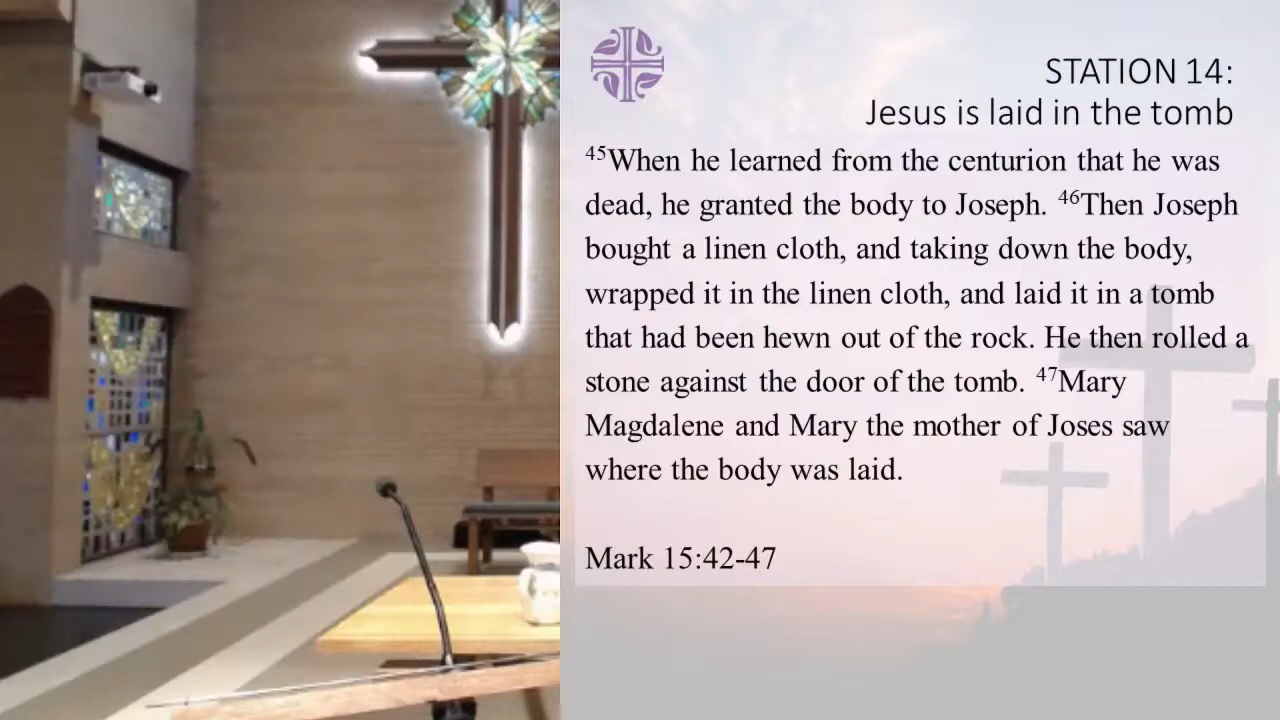 STATION 14:
Jesus is laid in the tomb
45When he learned from the centurion that he was
dead, he granted the body to Joseph. 46Then Joseph
bought a linen cloth, and taking down the body,
wrapped it in the linen cloth, and laid it in a tomb
that had been hewn out of the rock. He then rolled a
stone against the door of the tomb. 47Mary
Magdalene and Mary the mother of Joses saw
where the body was laid.
Mark 15:42-47